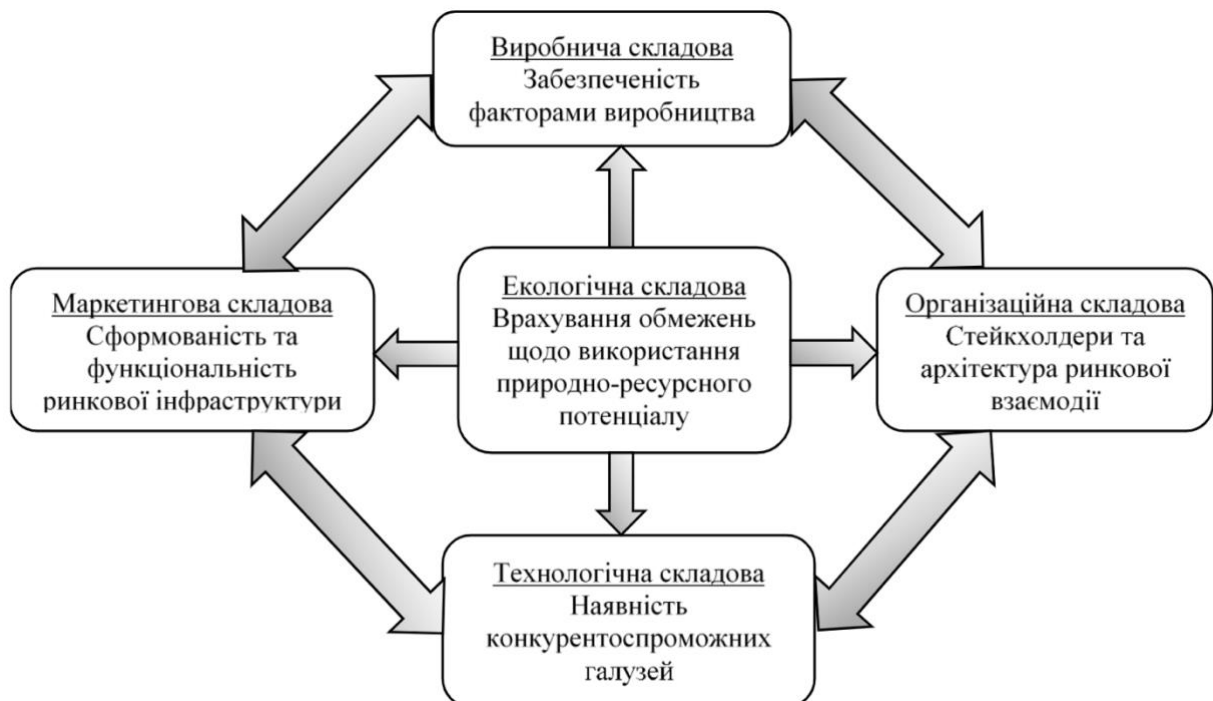 Виробнича складова
Забезпеченість
факторами виробництва
Маркетингова складова
Сформованість та
функціональність
ринкової інфраструктури
Екологічна складова
Врахування обмежень
щодо використання
природно-ресурсного
потенціалу
Організаційна складова
Стейкхолдери та
архітектура ринкової
взаємодії
Технологічна складова
Наявність
конкурентоспроможних
галузей